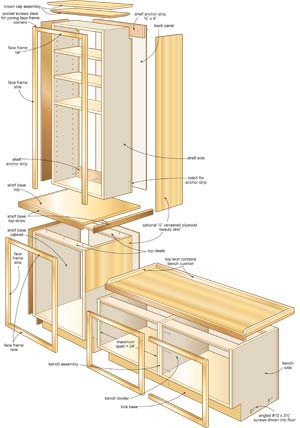 crown cap assembly
pocket screws ideal
for joining face frame
corners
face frame
rail
shelf anchor strip
¾" x 4"
back panel
face frame
stile
shelf side
shelf
anchor strip
notch for
anchor strip
shelf base
top
shelf base
top strips
optional ¼" veneered plywood
beauty skin
shelf base
cabinet
top cleats
top skin contains
bench cushion
face frame
stile
face frame
rails
maximum
span = 24"
bench assembly
bench divider
kick base
bench
side
angled #10 x 3½"
screws driven into floor